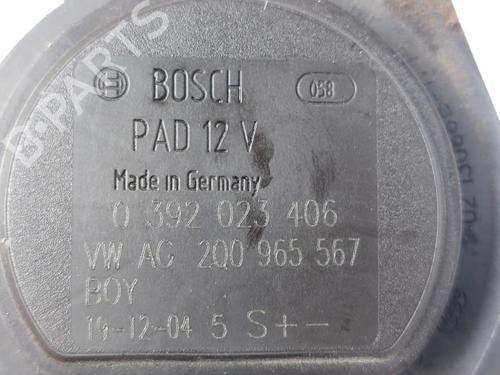 BOSCH 058
PAD 12 V
Made in Germany
0 392 023 406
VW AG 2Q0 965 567
BOY
19-12-04 5 S+-
B-PARTS